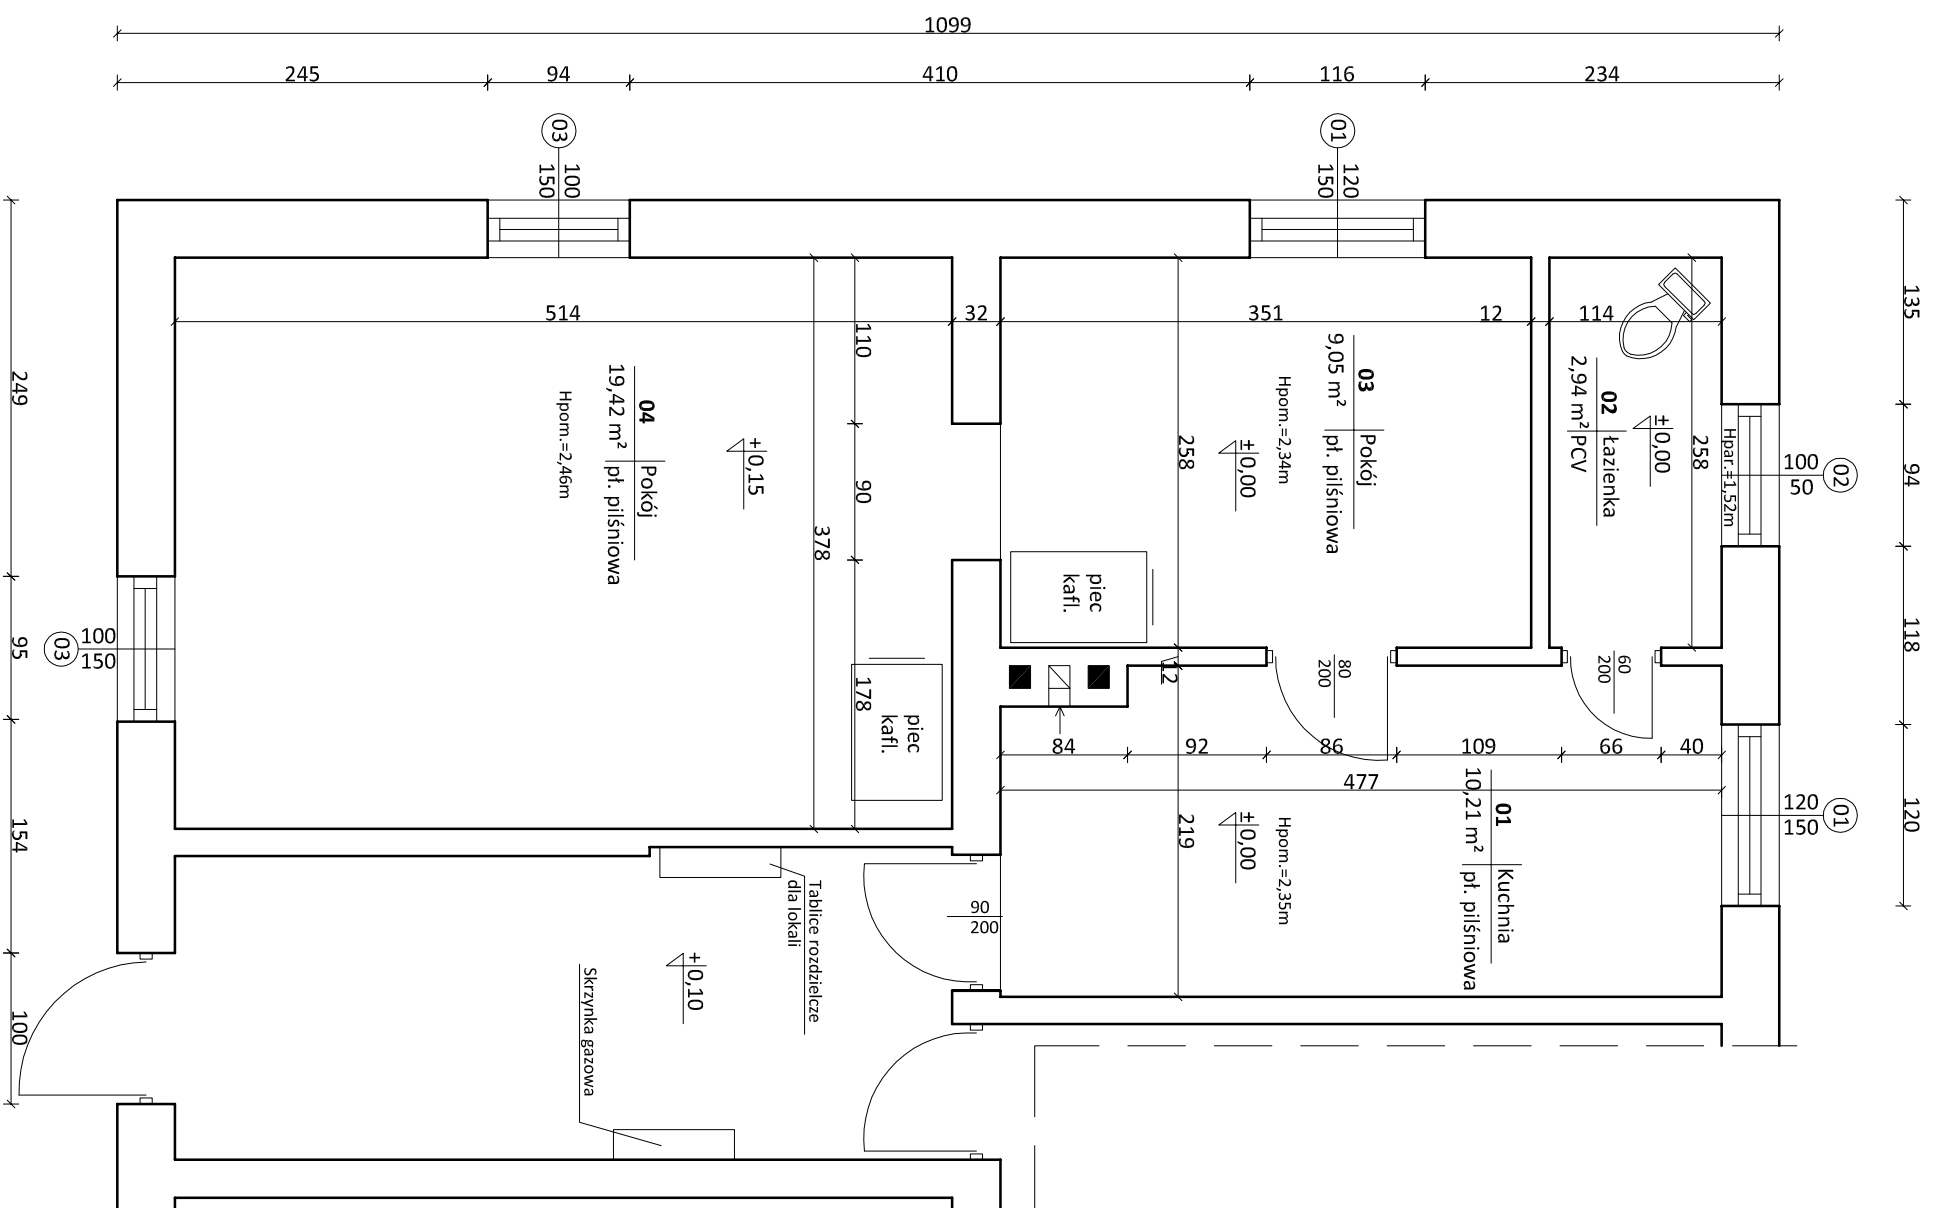 1099
245
94
410
116
234
03
100
150
01
120
150
249
95
154
100
135
94
118
120
514
32
351
12
114
110
90
178
378
258
258
12
219
04
19,42 m²
Pokój
pł. pilśniowa
Hpom.=2,46m
+0,15
03
9,05 m²
Pokój
pł. pilśniowa
Hpom.=2,34m
±0,00
02
2,94 m²
Łazienka
PCV
±0,00
Hpar.=1,52m
100
50
02
100
150
03
piec
kafl.
piec
kafl.
80
200
60
200
84
92
86
109
66
40
477
120
150
01
01
10,21 m²
Kuchnia
pł. pilśniowa
Hpom.=2,35m
±0,00
90
200
Tablice rozdzielcze
dla lokali
+0,10
Skrzynka gazowa